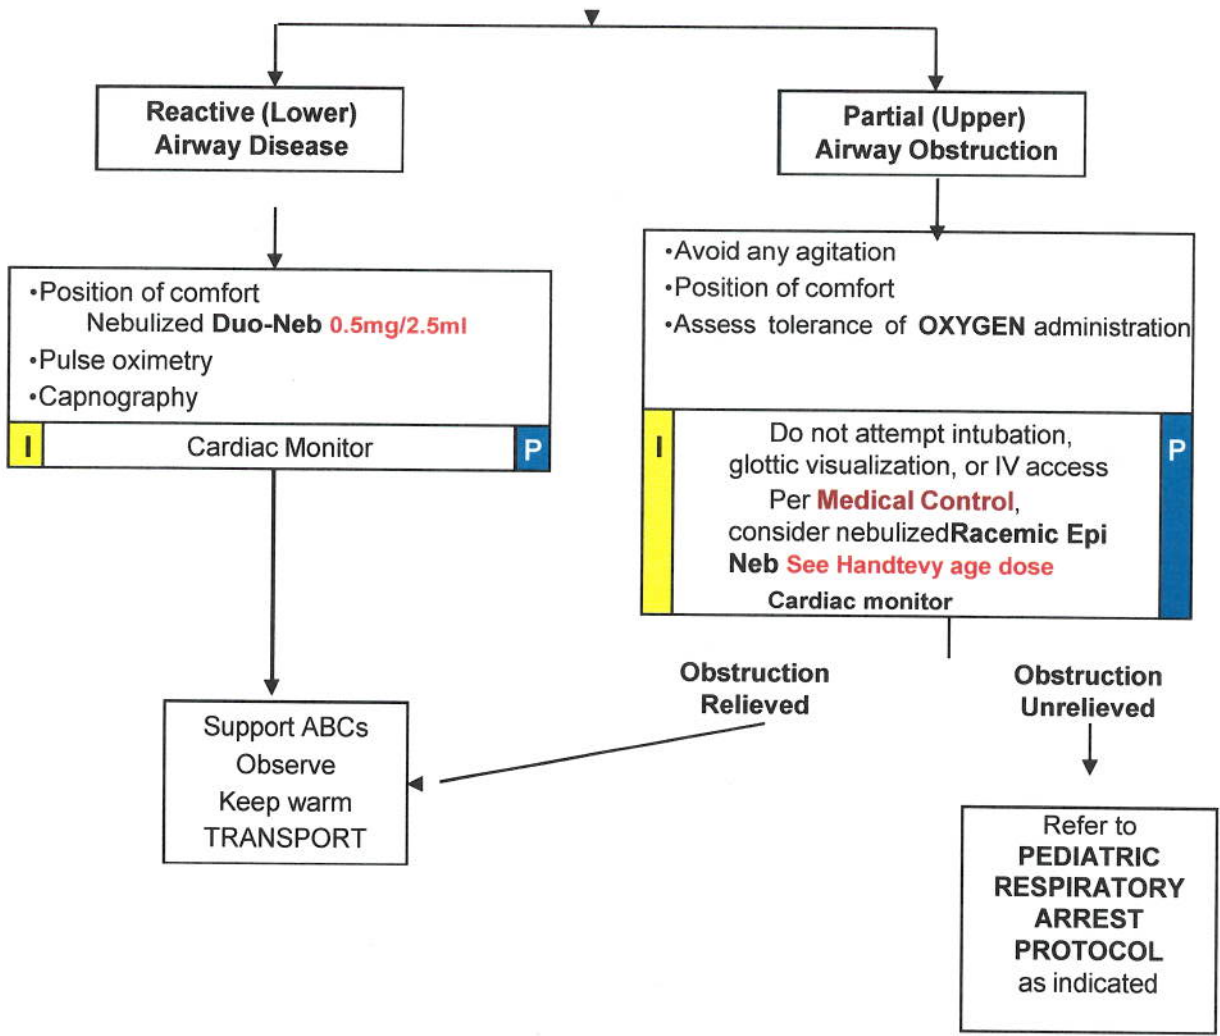 Reactive (Lower)
Airway Disease
Partial (Upper)
Airway Obstruction
•Position of comfort
Nebulized Duo-Neb 0.5mg/2.5ml
•Pulse oximetry
•Capnography
I
Cardiac Monitor
P
•Avoid any agitation
•Position of comfort
•Assess tolerance of OXYGEN administration
I
Do not attempt intubation,
glottic visualization, or IV access
Per Medical Control,
consider nebulizedRacemic Epi
Neb See Handtevy age dose
Cardiac monitor
P
Obstruction
Relieved
Obstruction
Unrelieved
Support ABCs
Observe
Keep warm
TRANSPORT
Refer to
PEDIATRIC
RESPIRATORY
ARREST
PROTOCOL
as indicated